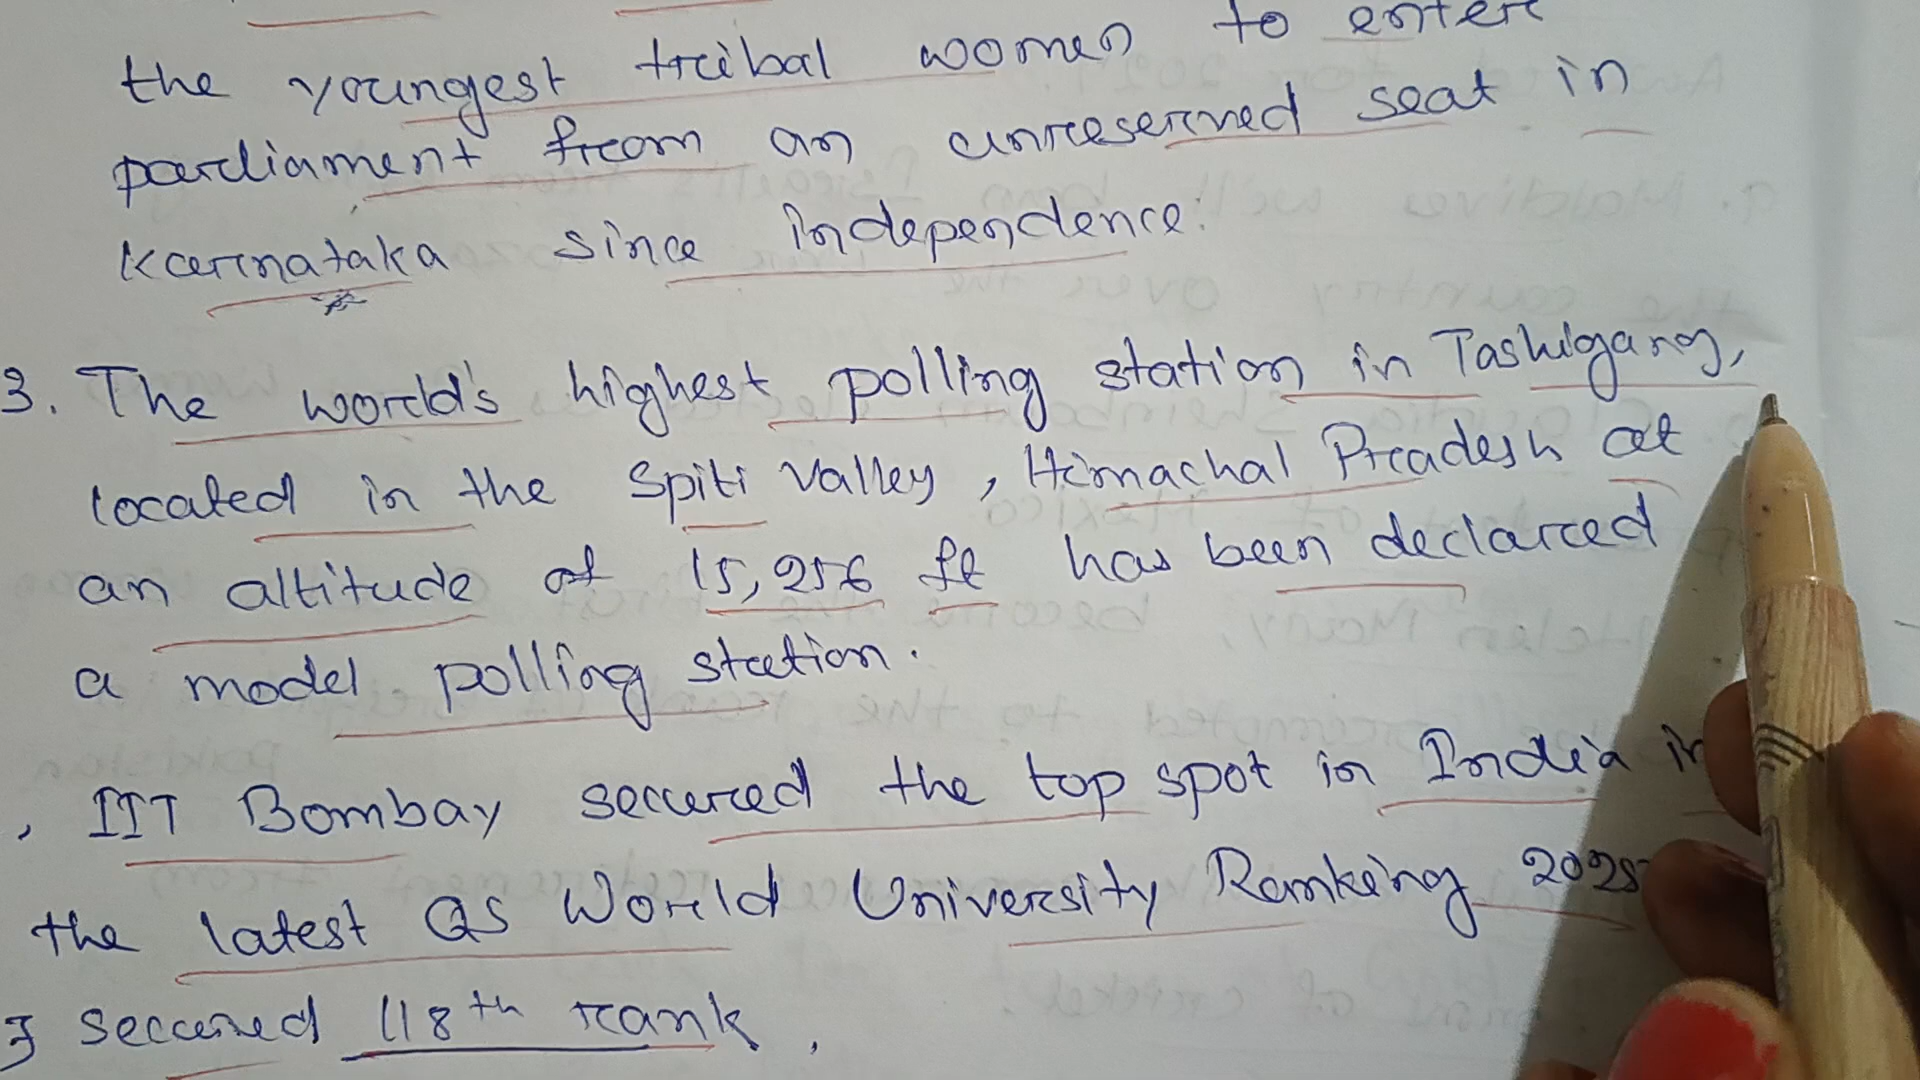 the youngest tribal women to enter
parliament from an unreserved seat in
Karnataka since independence.
3. The world's highest polling station in Tashigang,
located in the Spiti Valley, Himachal Pradesh at
an altitude of 15,256 ft has been declared
a model polling station.
, IIT Bombay secured the top spot in India in
the latest QS World University Ranking 2025
& secured 118th rank,